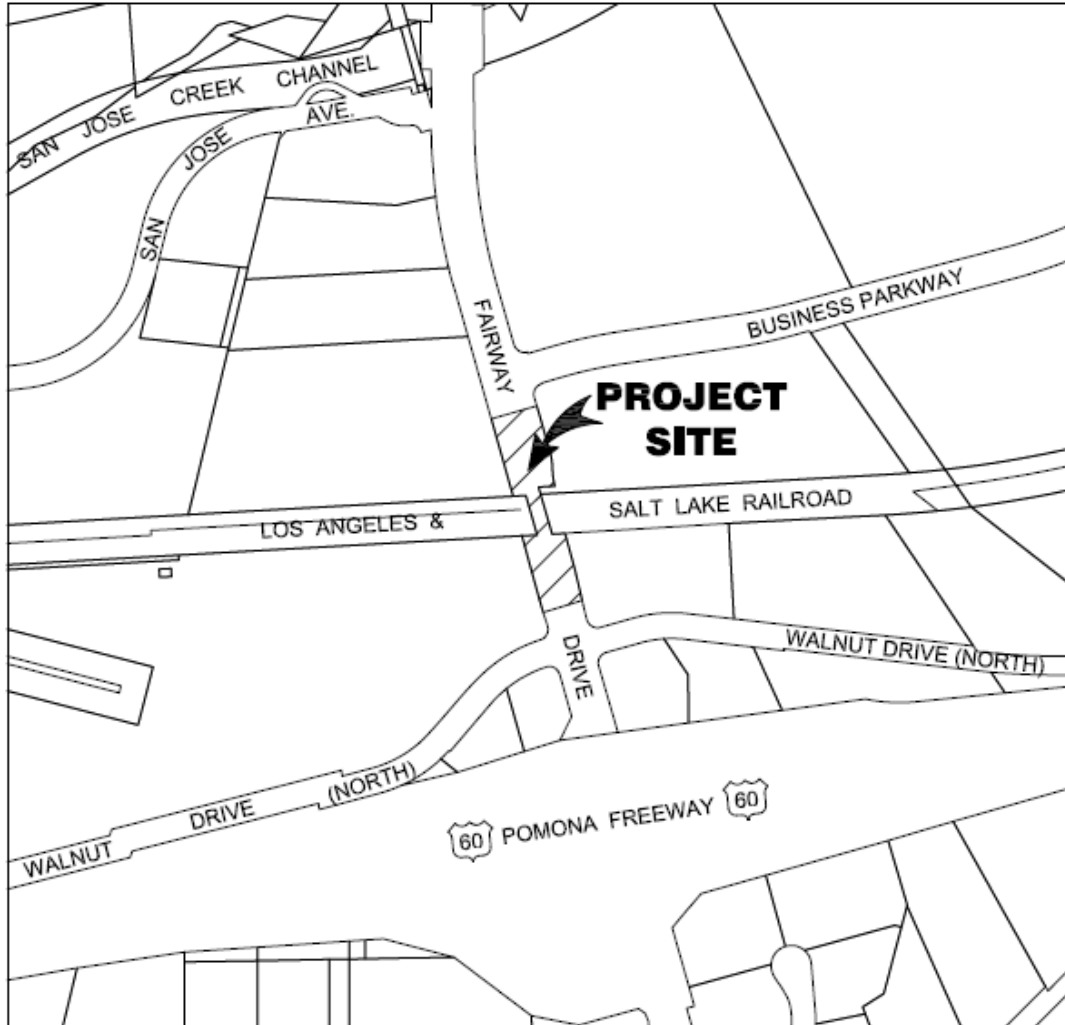 SAN JOSE CREEK CHANNEL
SAN JOSE AVE.
FAIRWAY
BUSINESS PARKWAY
PROJECT
SITE
LOS ANGELES &
SALT LAKE RAILROAD
DRIVE
WALNUT DRIVE (NORTH)
WALNUT DRIVE (NORTH)
60 POMONA FREEWAY 60